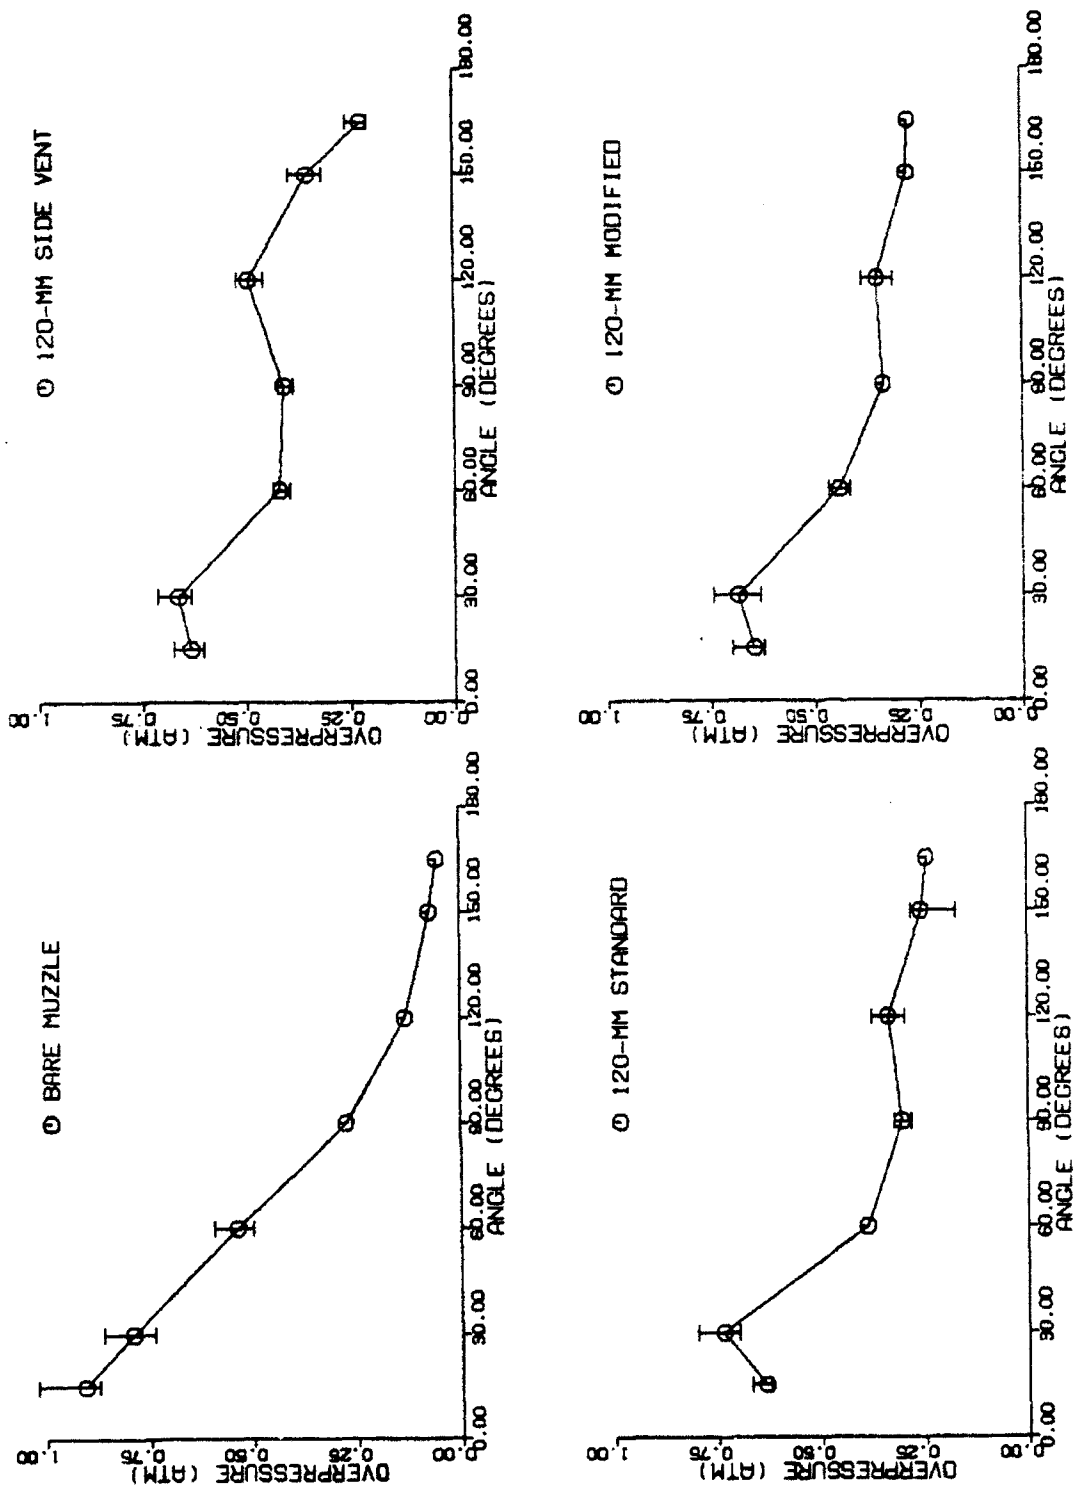 BARE MUZZLE
1.00
0.75
0.50
0.25
0.00
OVERPRESSURE (ATM)
0.00 30.00 60.00 90.00 120.00 150.00 180.00
ANGLE (DEGREES)
120-MM SIDE VENT
1.00
0.75
0.50
0.25
0.00
OVERPRESSURE (ATM)
0.00 30.00 60.00 90.00 120.00 150.00 180.00
ANGLE (DEGREES)
120-MM STANDARD
1.00
0.75
0.50
0.25
0.00
OVERPRESSURE (ATM)
0.00 30.00 60.00 90.00 120.00 150.00 180.00
ANGLE (DEGREES)
120-MM MODIFIED
1.00
0.75
0.50
0.25
0.00
OVERPRESSURE (ATM)
0.00 30.00 60.00 90.00 120.00 150.00 180.00
ANGLE (DEGREES)